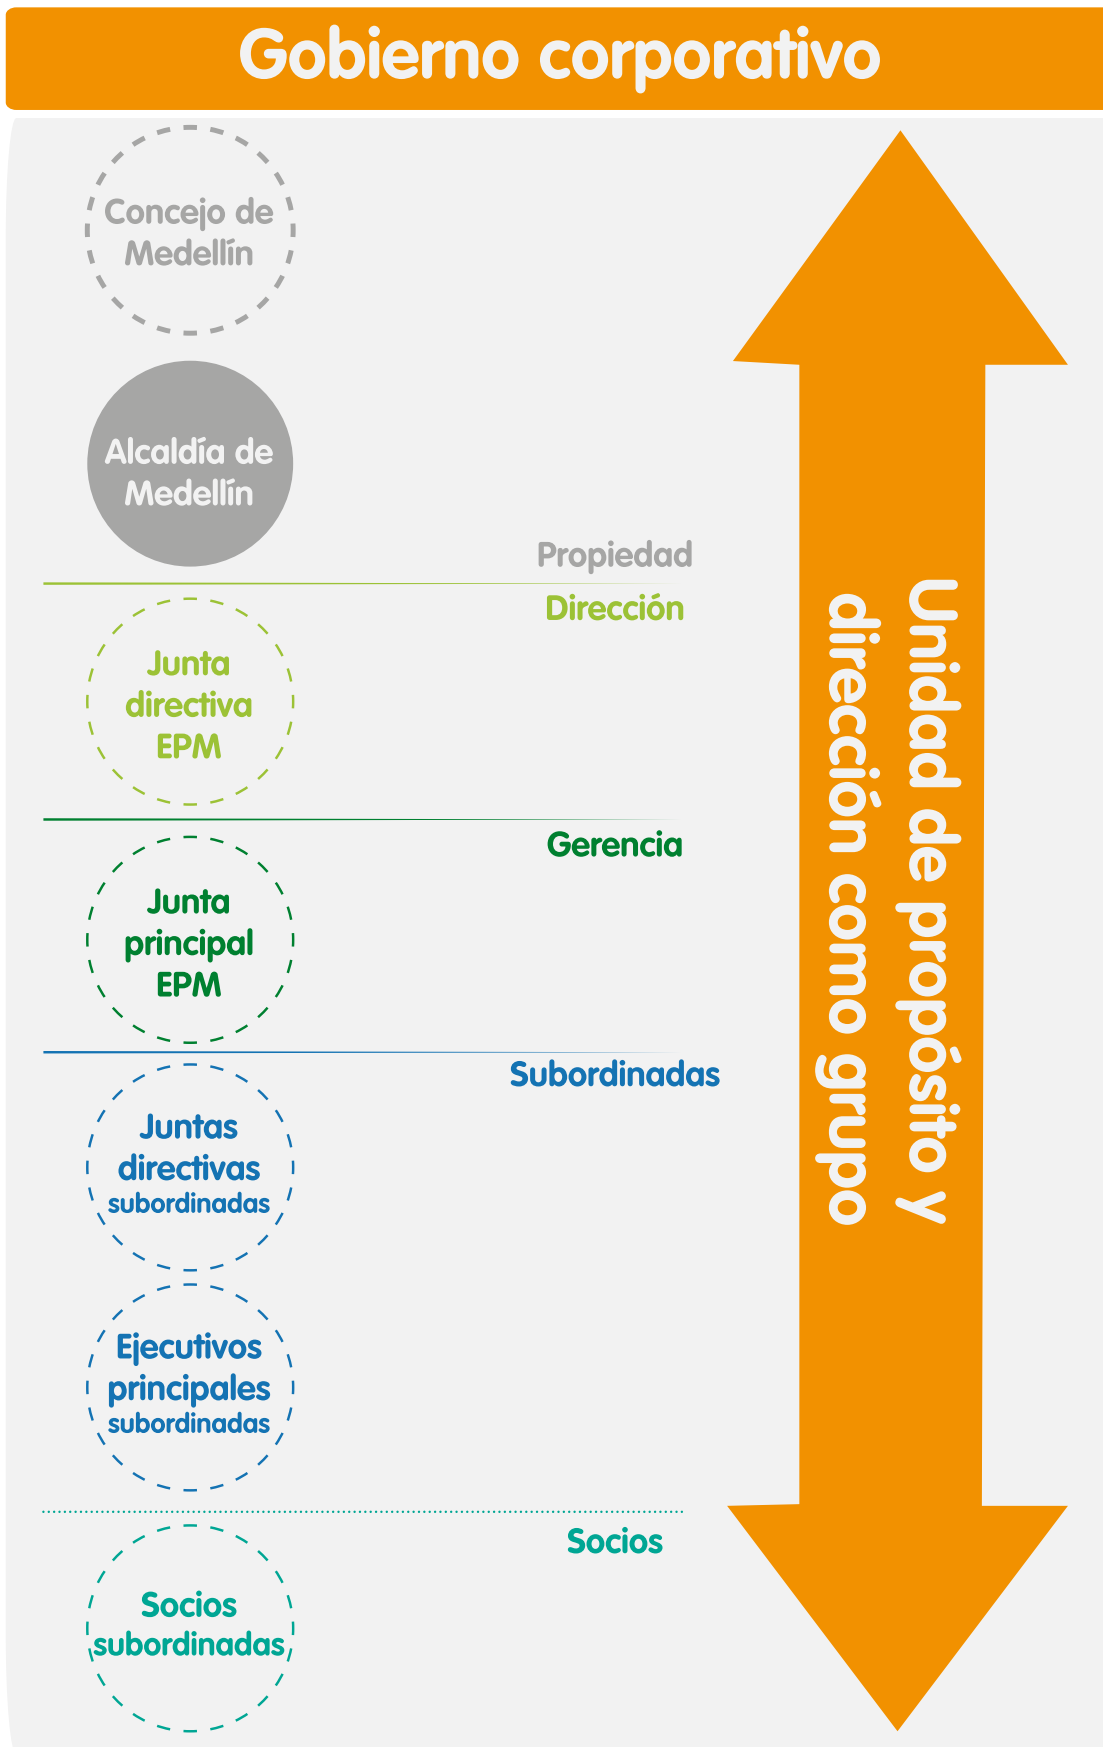 Gobierno corporativo
Concejo de
Medellín
Alcaldía de
Medellín
Propiedad
Dirección
Junta
directiva
EPM
Gerencia
Junta
principal
EPM
Subordinadas
Juntas
directivas
subordinadas
Ejecutivos
principales
subordinadas
Socios
Socios
subordinadas
Unidad de propósito y
dirección como grupo